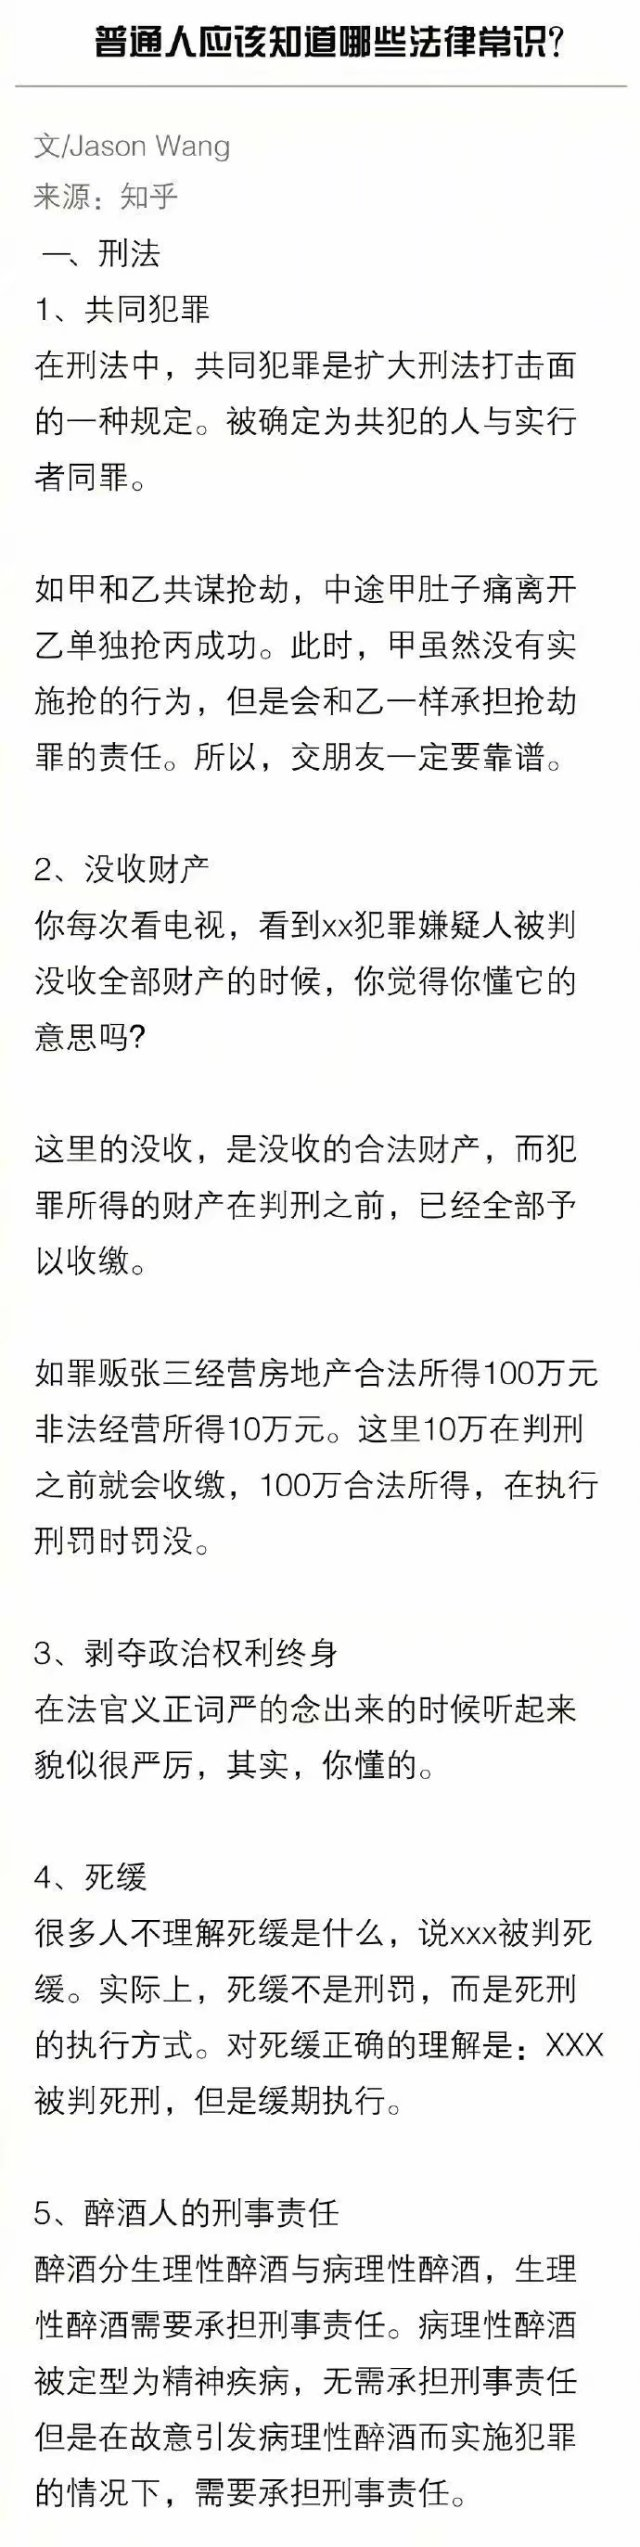 普通人应该知道哪些法律常识？
文/Jason Wang
来源：知乎
一、刑法
1、共同犯罪
在刑法中，共同犯罪是扩大刑法打击面
的一种规定。被确定为共犯的人与实行
者同罪。
如甲和乙共谋抢劫，中途甲肚子痛离开
乙单独抢丙成功。此时，甲虽然没有实
施抢的行为，但是会和乙一样承担抢劫
罪的责任。所以，交朋友一定要靠谱。
2、没收财产
你每次看电视，看到xx犯罪嫌疑人被判
没收全部财产的时候，你觉得你懂它的
意思吗？
这里的没收，是没收的合法财产，而犯
罪所得的财产在判刑之前，已经全部予
以收缴。
如罪贩张三经营房地产合法所得100万元
非法经营所得10万元。这里10万在判刑
之前就会收缴，100万合法所得，在执行
刑罚时罚没。
3、剥夺政治权利终身
在法官义正词严的念出来的时候听起来
貌似很严厉，其实，你懂的。
4、死缓
很多人不理解死缓是什么，说xxx被判死
缓。实际上，死缓不是刑罚，而是死刑
的执行方式。对死缓正确的理解是：XXX
被判死刑，但是缓期执行。
5、醉酒人的刑事责任
醉酒分生理性醉酒与病理性醉酒，生理
性醉酒需要承担刑事责任。病理性醉酒
被定型为精神疾病，无需承担刑事责任
但是在故意引发病理性醉酒而实施犯罪
的情况下，需要承担刑事责任。